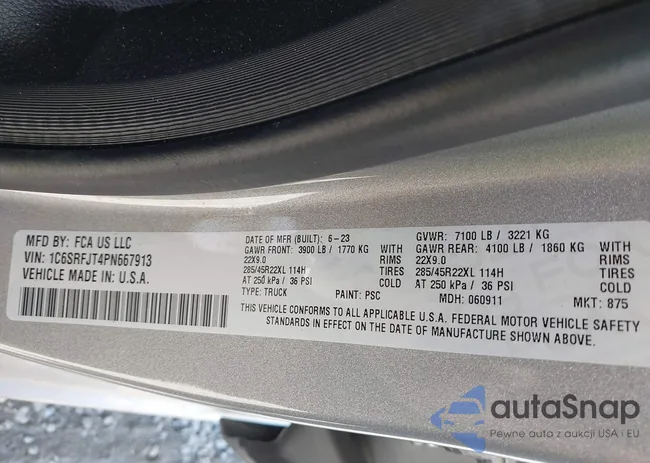 MFD BY: FCA US LLC
VIN: 1C6SRFJT4PN667913
VEHICLE MADE IN: U.S.A.
DATE OF MFR (BUILT): 6-23
GAWR FRONT: 3900 LB / 1770 KG WITH
22X9.0 RIMS
285/45R22XL 114H TIRES
AT 250 kPa / 36 PSI COLD
TYPE: TRUCK PAINT: PSC
GVWR: 7100 LB / 3221 KG
GAWR REAR: 4100 LB / 1860 KG WITH
22X9.0 RIMS
285/45R22XL 114H TIRES
AT 250 kPa / 36 PSI COLD
MDH: 060911 MKT: 875
THIS VEHICLE CONFORMS TO ALL APPLICABLE U.S.A. FEDERAL MOTOR VEHICLE SAFETY
STANDARDS IN EFFECT ON THE DATE OF MANUFACTURE SHOWN ABOVE.
autaSnap
Pewne auta z aukcji USA i EU